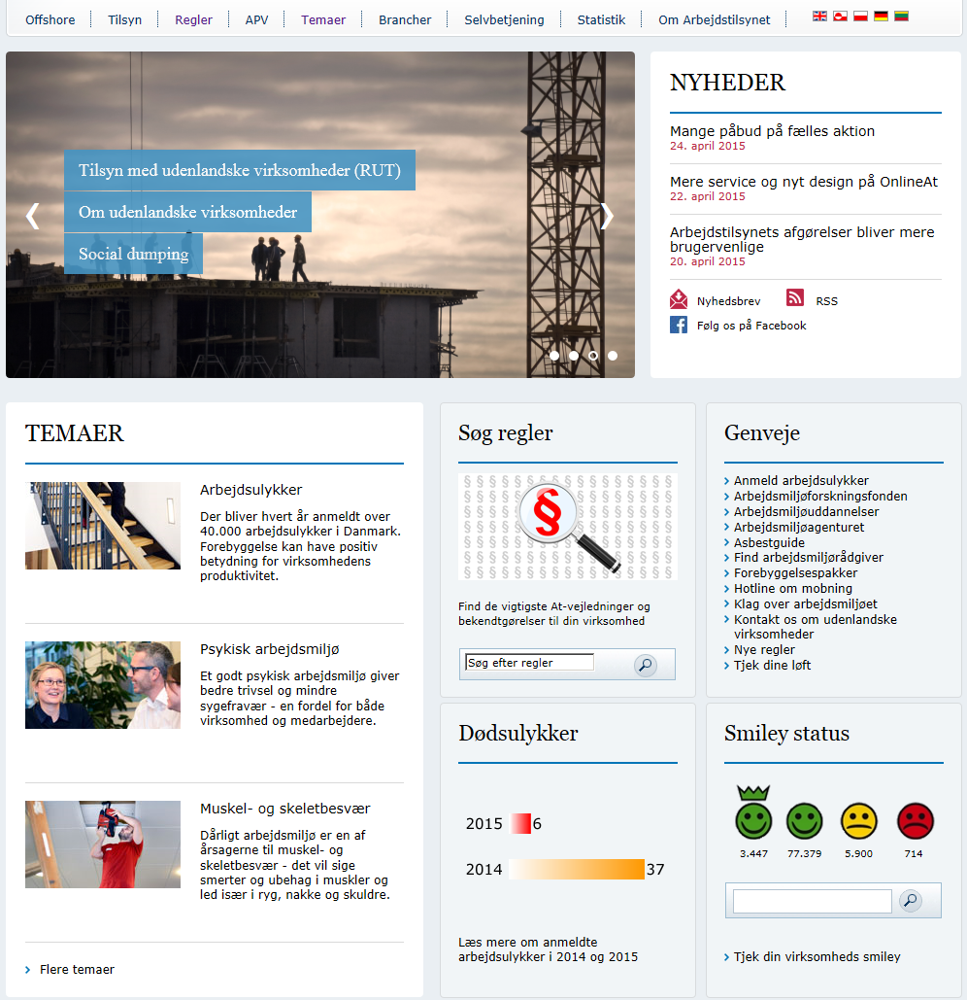 Offshore Tilsyn Regler APV Temaer Brancher Selvbetjening Statistik Om Arbejdstilsynet
Tilsyn med udenlandske virksomheder (RUT)
Om udenlandske virksomheder
Social dumping
NYHEDER
Mange påbud på fælles aktion
24. april 2015
Mere service og nyt design på OnlineAt
22. april 2015
Arbejdstilsynets afgørelser bliver mere
brugervenlige
20. april 2015
Nyhedsbrev RSS
Følg os på Facebook
TEMAER
Arbejdsulykker
Der bliver hvert år anmeldt over
40.000 arbejdsulykker i Danmark.
Forebyggelse kan have positiv
betydning for virksomhedens
produktivitet.
Psykisk arbejdsmiljø
Et godt psykisk arbejdsmiljø giver
bedre trivsel og mindre
sygefravær - en fordel for både
virksomhed og medarbejdere.
Muskel- og skeletbesvær
Dårligt arbejdsmiljø er en af
årsagerne til muskel- og
skeletbesvær - det vil sige
smerter og ubehag i muskler og
led især i ryg, nakke og skuldre.
Flere temaer
Søg regler
§
Find de vigtigste At-vejledninger og
bekendtgørelser til din virksomhed
Søg efter regler
Genveje
Anmeld arbejdsulykker
Arbejdsmiljøforskningsfonden
Arbejdsmiljøuddannelser
Arbejdsmiljøagenturet
Asbestguide
Find arbejdsmiljørådgiver
Forebyggelsespakker
Hotline om mobning
Klag over arbejdsmiljøet
Kontakt os om udenlandske
virksomheder
Nye regler
Tjek dine løft
Dødsulykker
2015 6
2014 37
Læs mere om anmeldte
arbejdsulykker i 2014 og 2015
Smiley status
3.447 77.379 5.900 714
Tjek din virksomheds smiley